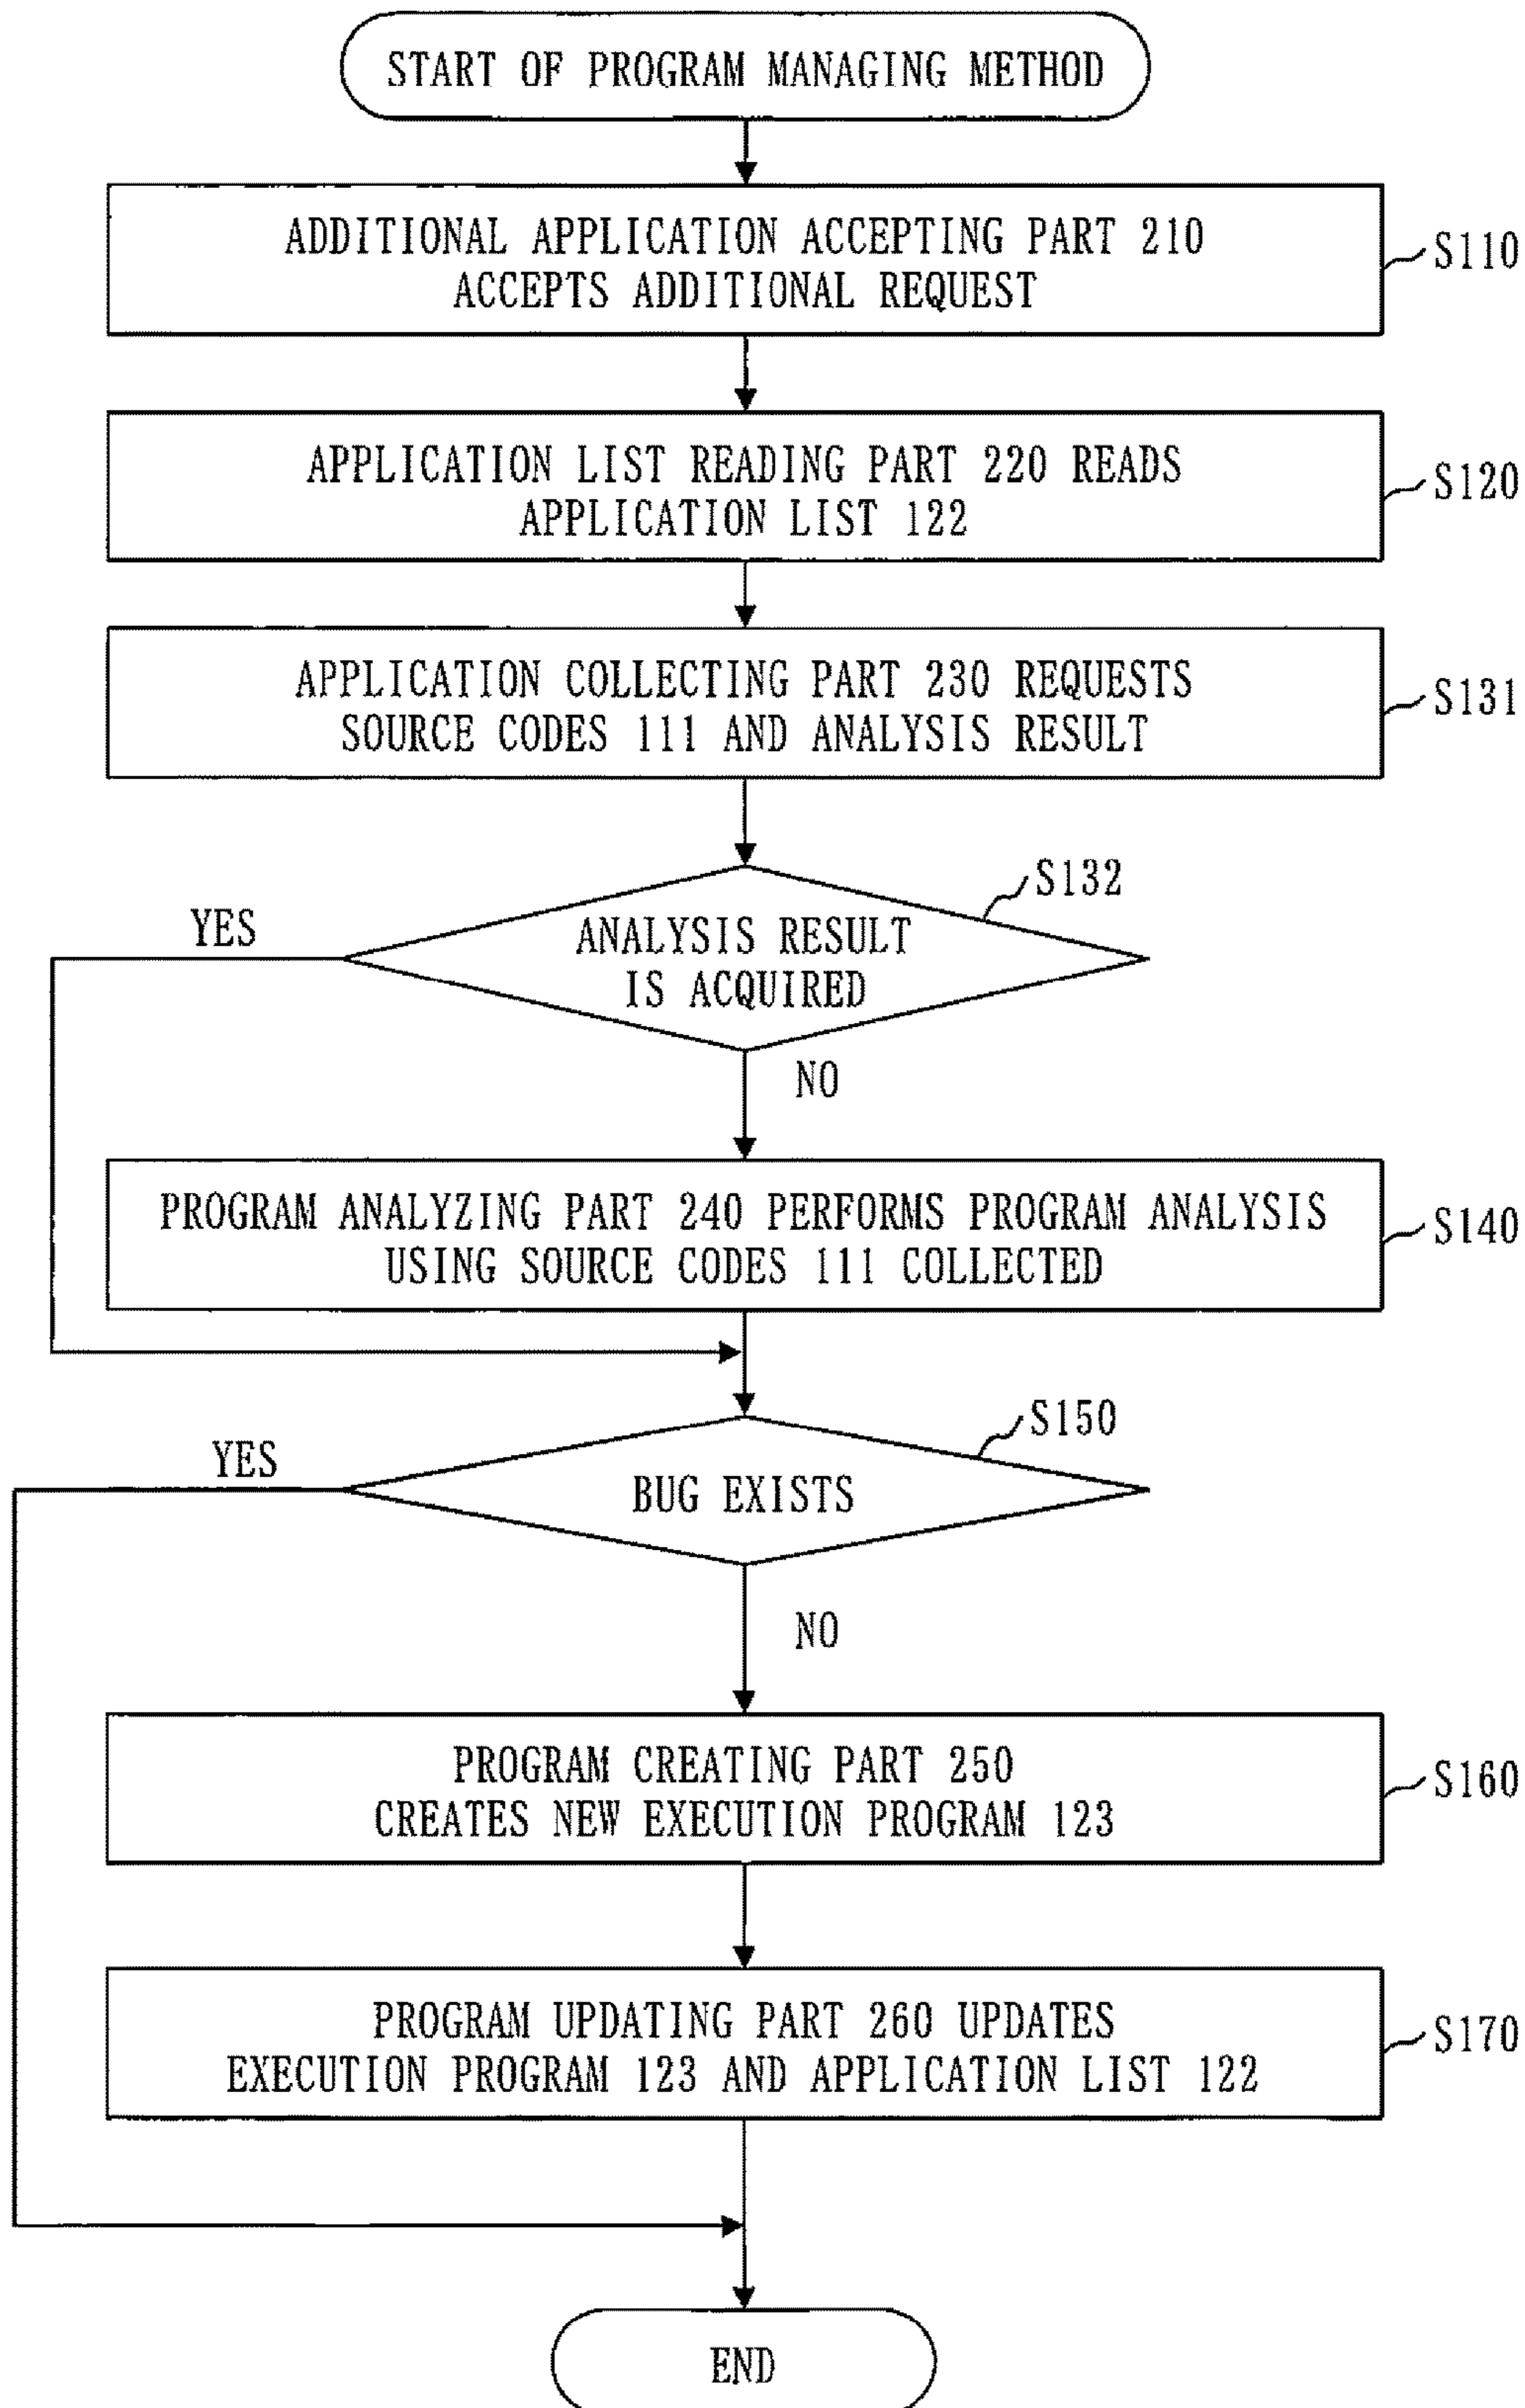 START OF PROGRAM MANAGING METHOD
ADDITIONAL APPLICATION ACCEPTING PART 210
ACCEPTS ADDITIONAL REQUEST
S110
APPLICATION LIST READING PART 220 READS
APPLICATION LIST 122
S120
APPLICATION COLLECTING PART 230 REQUESTS
SOURCE CODES 111 AND ANALYSIS RESULT
S131
S132
YES
ANALYSIS RESULT
IS ACQUIRED
NO
PROGRAM ANALYZING PART 240 PERFORMS PROGRAM ANALYSIS
USING SOURCE CODES 111 COLLECTED
S140
S150
YES
BUG EXISTS
NO
PROGRAM CREATING PART 250
CREATES NEW EXECUTION PROGRAM 123
S160
PROGRAM UPDATING PART 260 UPDATES
EXECUTION PROGRAM 123 AND APPLICATION LIST 122
S170
END